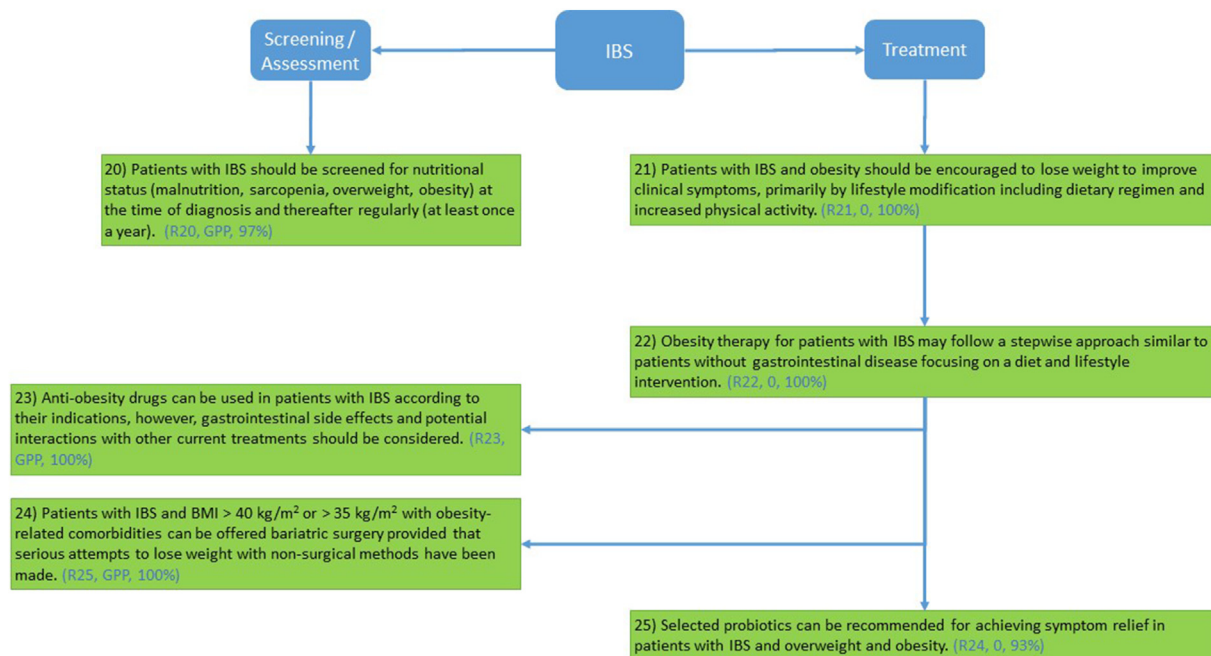 Screening /
Assessment
IBS
Treatment
20) Patients with IBS should be screened for nutritional
status (malnutrition, sarcopenia, overweight, obesity) at
the time of diagnosis and thereafter regularly (at least once
a year). (R20, GPP, 97%)
21) Patients with IBS and obesity should be encouraged to lose weight to improve
clinical symptoms, primarily by lifestyle modification including dietary regimen and
increased physical activity. (R21, 0, 100%)
22) Obesity therapy for patients with IBS may follow a stepwise approach similar to
patients without gastrointestinal disease focusing on a diet and lifestyle
intervention. (R22, 0, 100%)
23) Anti-obesity drugs can be used in patients with IBS according to
their indications, however, gastrointestinal side effects and potential
interactions with other current treatments should be considered. (R23,
GPP, 100%)
24) Patients with IBS and BMI > 40 kg/m² or > 35 kg/m² with obesity-
related comorbidities can be offered bariatric surgery provided that
serious attempts to lose weight with non-surgical methods have been
made. (R25, GPP, 100%)
25) Selected probiotics can be recommended for achieving symptom relief in
patients with IBS and overweight and obesity. (R24, 0, 93%)